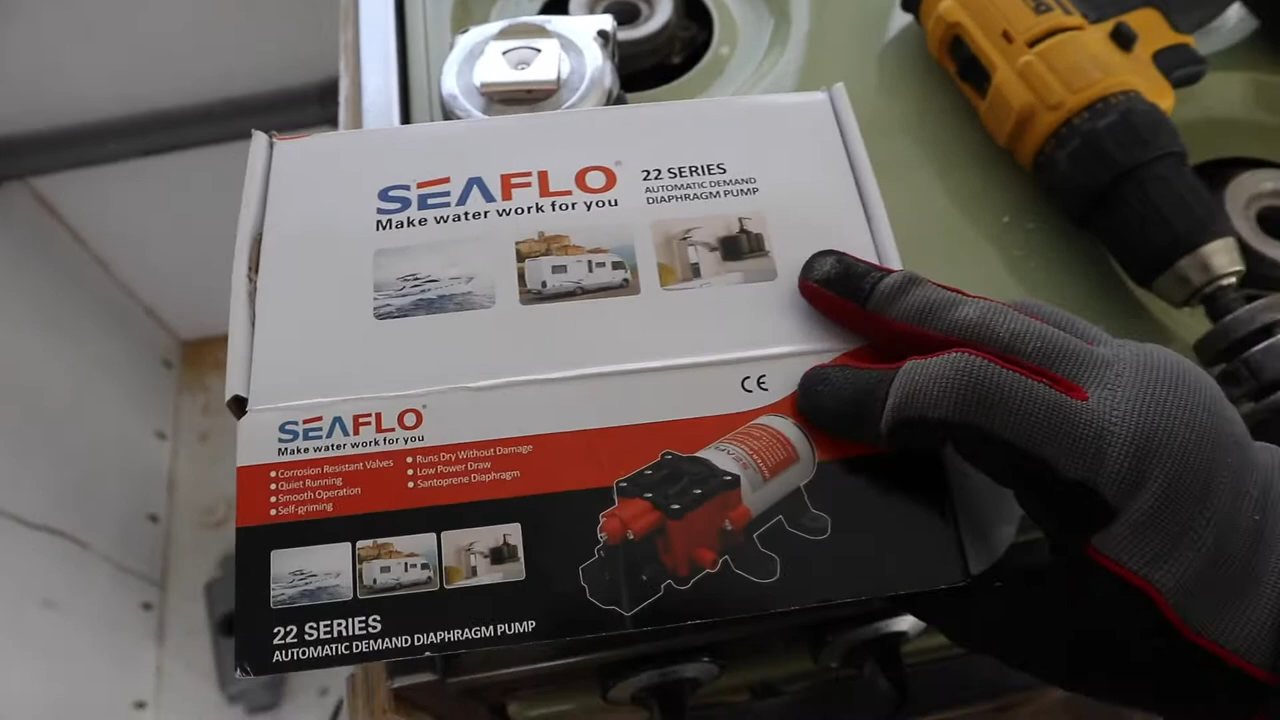 SEAFLO®
Make water work for you
22 SERIES
AUTOMATIC DEMAND
DIAPHRAGM PUMP
CE
SEAFLO®
Make water work for you
Corrosion Resistant Valves
Quiet Running
Smooth Operation
Self-priming
Runs Dry Without Damage
Low Power Draw
Santoprene Diaphragm
22 SERIES
AUTOMATIC DEMAND DIAPHRAGM PUMP